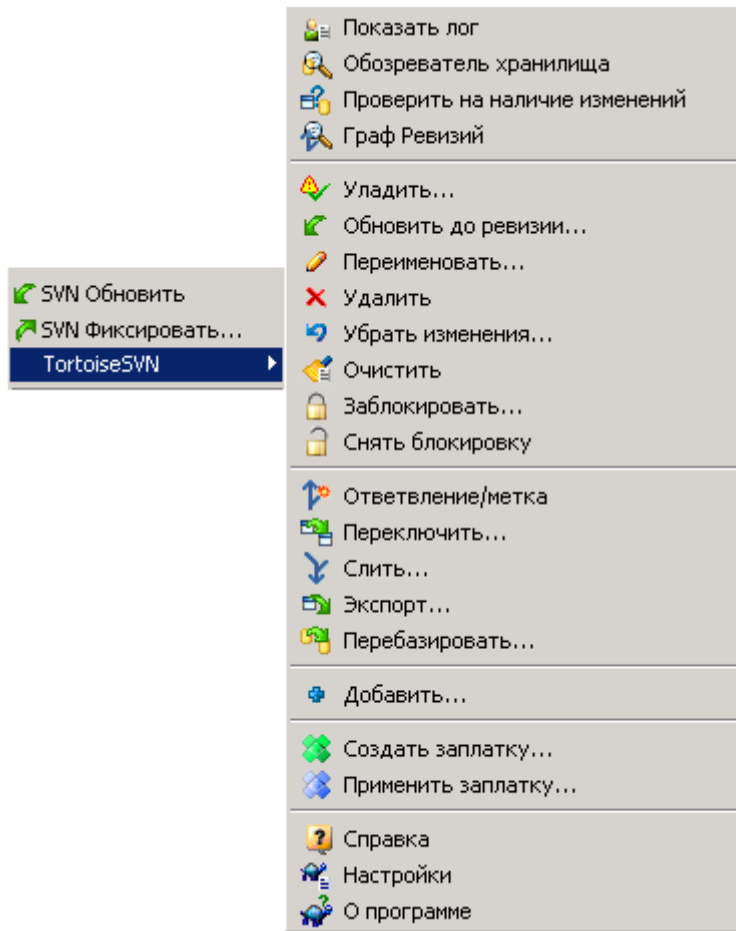 SVN Обновить
SVN Фиксировать...
TortoiseSVN
Показать лог
Обозреватель хранилища
Проверить на наличие изменений
Граф Ревизий
Уладить...
Обновить до ревизии...
Переименовать...
Удалить
Убрать изменения...
Очистить
Заблокировать...
Снять блокировку
Ответвление/метка
Переключить...
Слить...
Экспорт...
Перебазировать...
Добавить...
Создать заплатку...
Применить заплатку...
Справка
Настройки
О программе